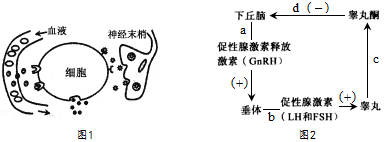 血液
神经末梢
细胞
图1
下丘脑
d（−）
睾丸酮
a
促性腺激素释放
激素（GnRH）
（+）
c
垂体
促性腺激素
（+）
睾丸
b
（LH和FSH）
图2